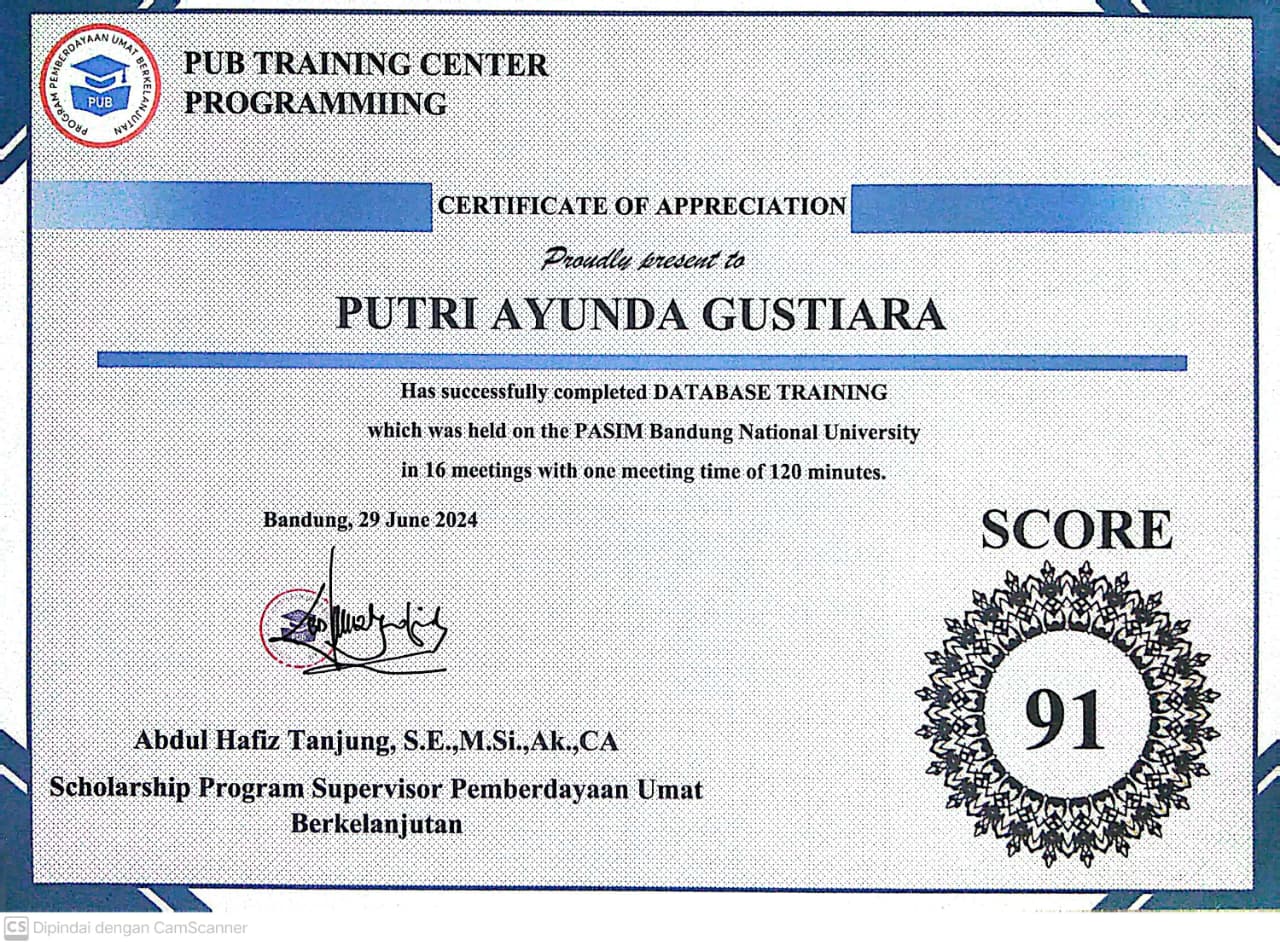 PROGRAM PEMBERDAYAAN UMAT BERKELANJUTAN
PUB
PUB TRAINING CENTER
PROGRAMMIING
CERTIFICATE OF APPRECIATION
Proudly present to
PUTRI AYUNDA GUSTIARA
Has successfully completed DATABASE TRAINING
which was held on the PASIM Bandung National University
in 16 meetings with one meeting time of 120 minutes.
Bandung, 29 June 2024
SCORE
91
Abdul Hafiz Tanjung, S.E.,M.Si.,Ak.,CA
Scholarship Program Supervisor Pemberdayaan Umat
Berkelanjutan
CS Dipindai dengan CamScanner